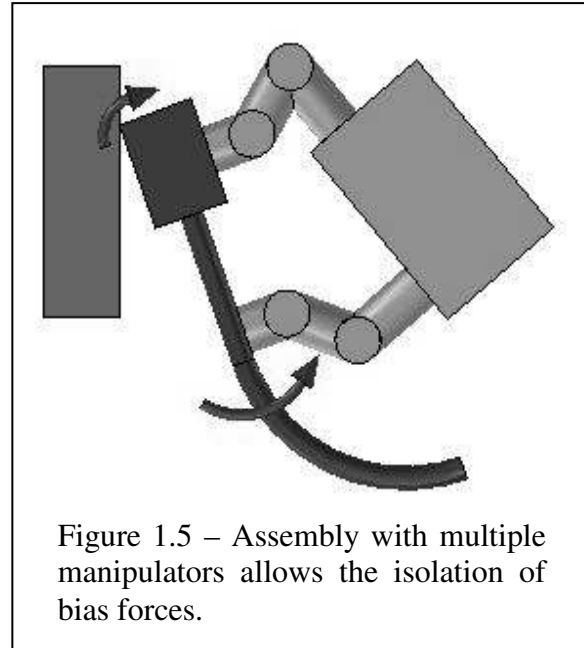 Figure 1.5 – Assembly with multiple
manipulators allows the isolation of
bias forces.